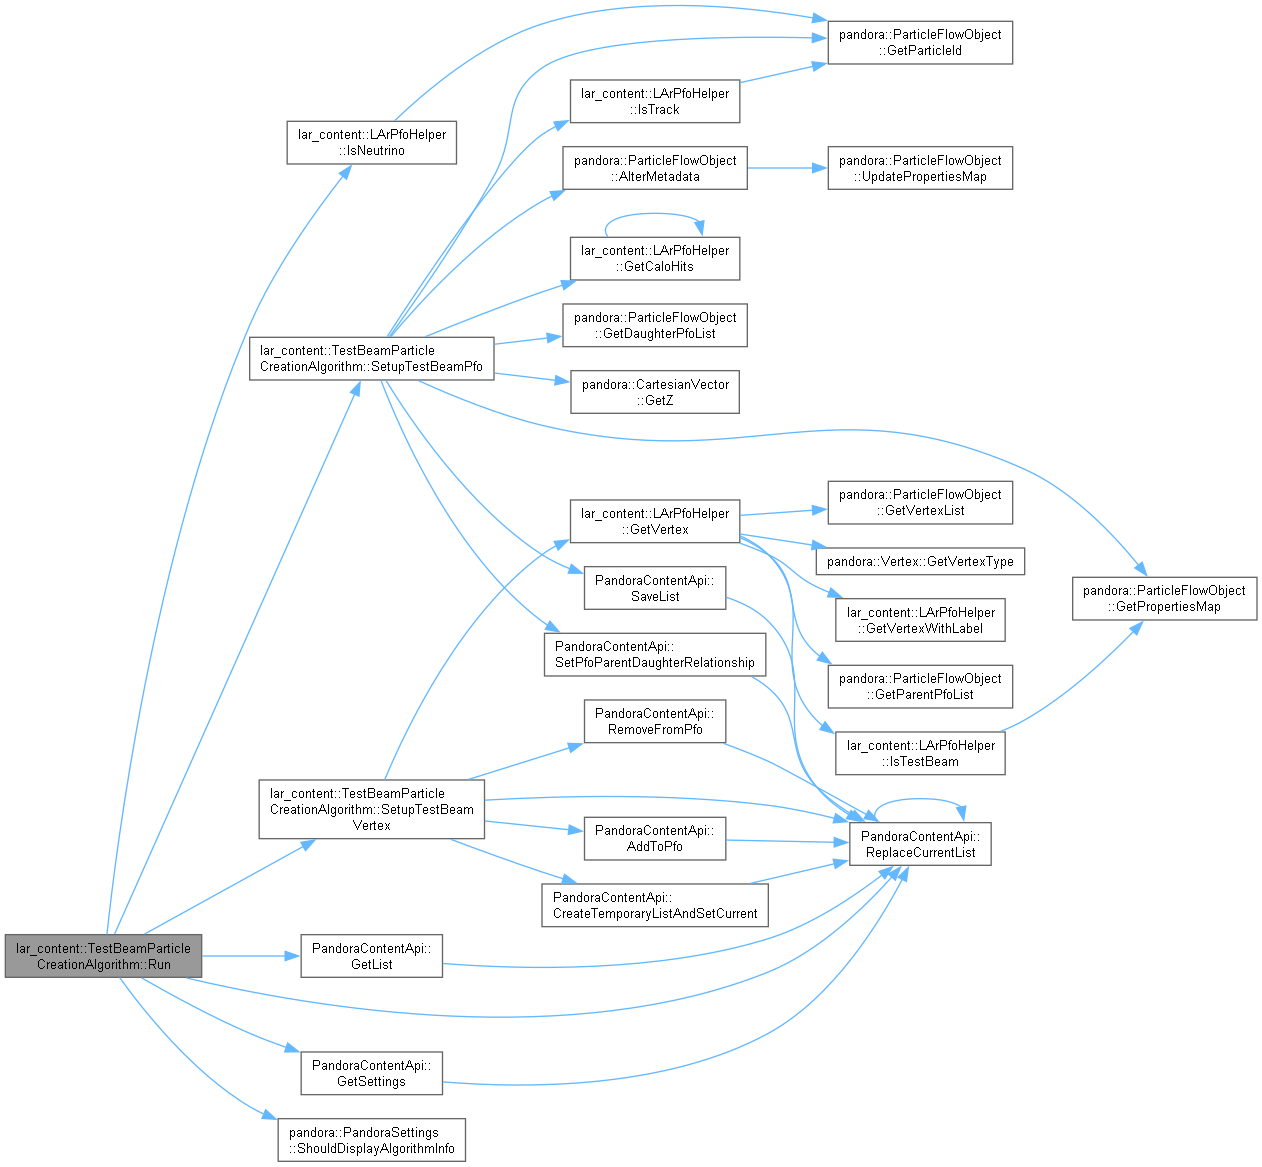 pandora::ParticleFlowObject
::GetParticleId
lar_content::LArPfoHelper
::IsTrack
lar_content::LArPfoHelper
::IsNeutrino
pandora::ParticleFlowObject
::AlterMetadata
pandora::ParticleFlowObject
::UpdatePropertiesMap
lar_content::LArPfoHelper
::GetCaloHits
pandora::ParticleFlowObject
::GetDaughterPfoList
lar_content::TestBeamParticle
CreationAlgorithm::SetupTestBeamPfo
pandora::CartesianVector
::GetZ
pandora::ParticleFlowObject
::GetVertexList
lar_content::LArPfoHelper
::GetVertex
pandora::Vertex::GetVertexType
PandoraContentApi::
SaveList
pandora::ParticleFlowObject
::GetPropertiesMap
lar_content::LArPfoHelper
::GetVertexWithLabel
PandoraContentApi::
SetPfoParentDaughterRelationship
pandora::ParticleFlowObject
::GetParentPfoList
PandoraContentApi::
RemoveFromPfo
lar_content::LArPfoHelper
::IsTestBeam
lar_content::TestBeamParticle
CreationAlgorithm::SetupTestBeam
Vertex
PandoraContentApi::
AddToPfo
PandoraContentApi::
ReplaceCurrentList
PandoraContentApi::
CreateTemporaryListAndSetCurrent
lar_content::TestBeamParticle
CreationAlgorithm::Run
PandoraContentApi::
GetList
PandoraContentApi::
GetSettings
pandora::PandoraSettings
::ShouldDisplayAlgorithmInfo